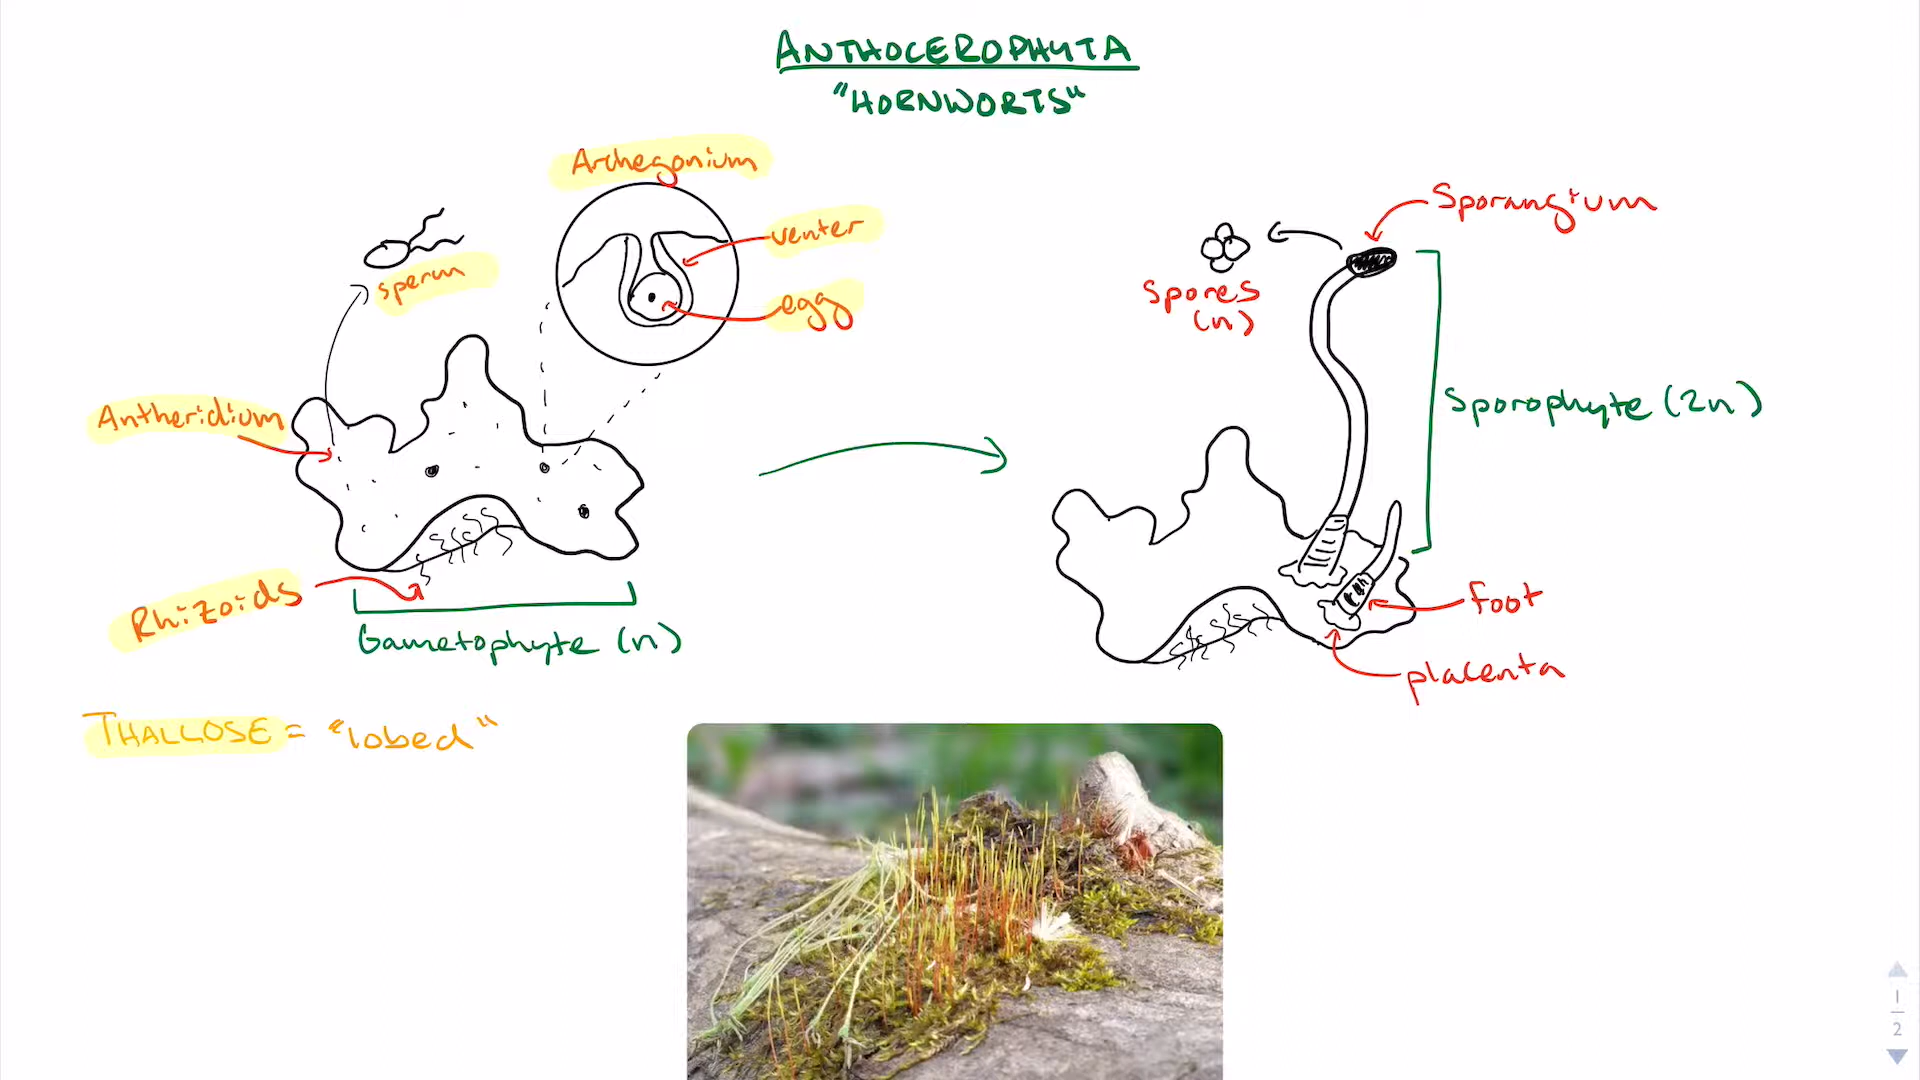 ANTHOCEROPHYTA
"HORNWORTS"
Archegonium
venter
egg
sperm
Antheridium
Rhizoids
Gametophyte (n)
THALLOSE = "lobed"
Sporangium
Spores
(n)
Sporophyte (2n)
foot
placenta
1
2